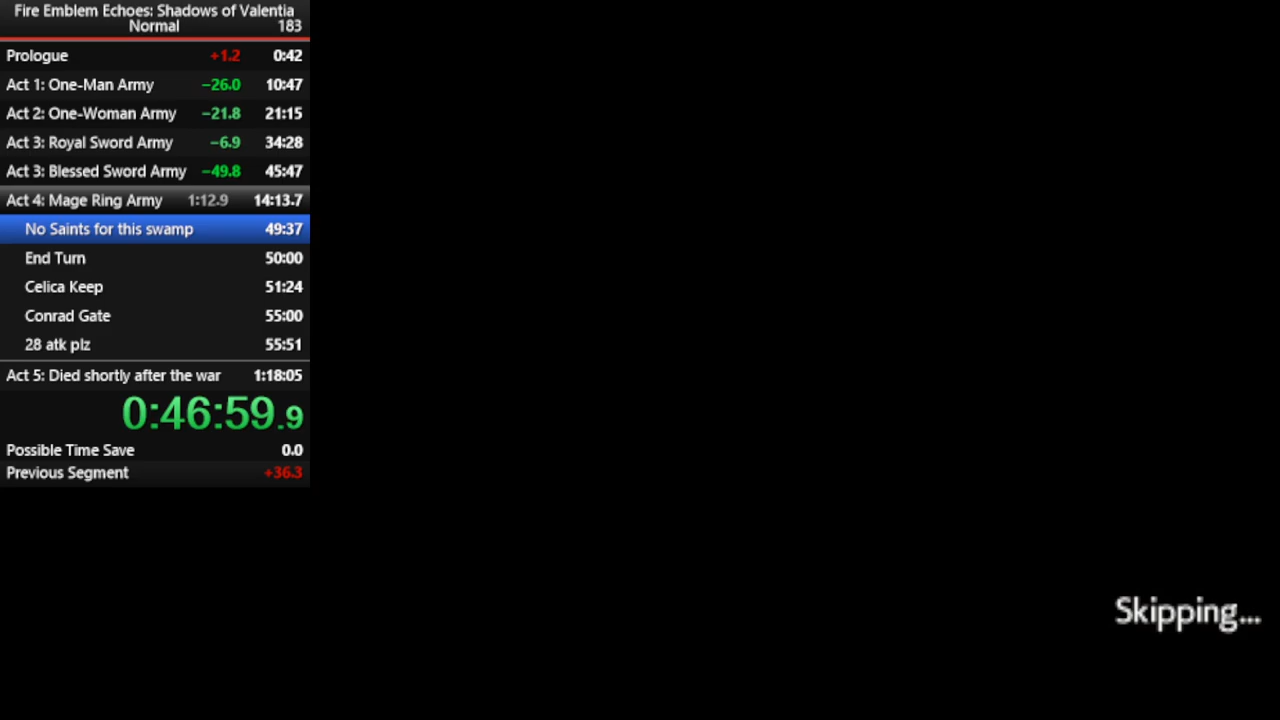 Fire Emblem Echoes: Shadows of Valentia
Normal 183
Prologue +1.2 0:42
Act 1: One-Man Army −26.0 10:47
Act 2: One-Woman Army −21.8 21:15
Act 3: Royal Sword Army −6.9 34:28
Act 3: Blessed Sword Army −49.8 45:47
Act 4: Mage Ring Army 1:12.9 14:13.7
No Saints for this swamp 49:37
End Turn 50:00
Celica Keep 51:24
Conrad Gate 55:00
28 atk plz 55:51
Act 5: Died shortly after the war 1:18:05
0:46:59.9
Possible Time Save 0.0
Previous Segment +36.3
Skipping...